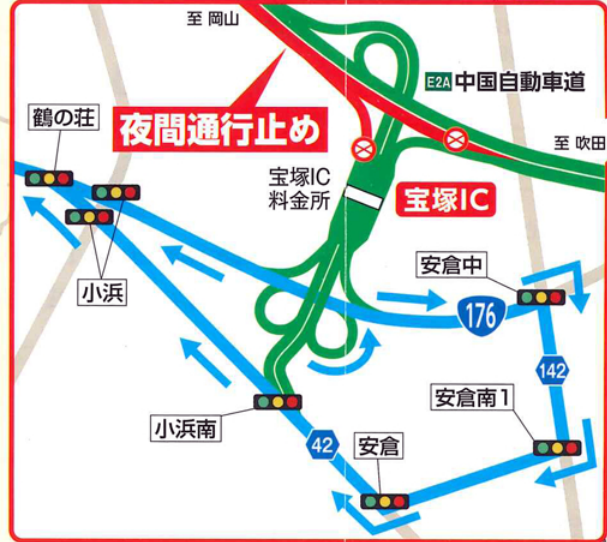 至 岡山
E2A 中国自動車道
夜間通行止め
鶴の荘
至 吹田
宝塚IC
料金所
宝塚IC
小浜
安倉中
176
142
安倉南1
小浜南
42
安倉